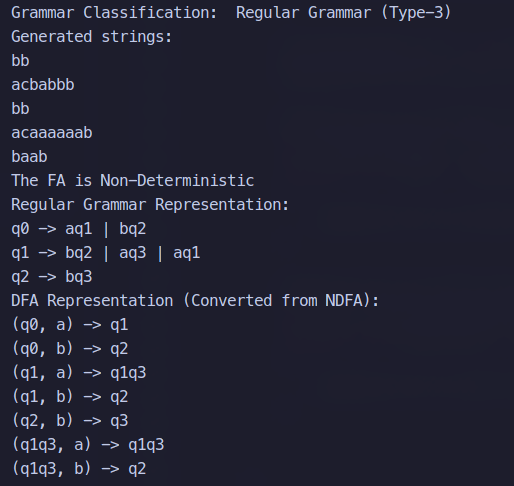 Grammar Classification:  Regular Grammar (Type-3)
Generated strings:
bb
acbabbb
bb
acaaaaaab
baab
The FA is Non-Deterministic
Regular Grammar Representation:
q0 -> aq1 | bq2
q1 -> bq2 | aq3 | aq1
q2 -> bq3
DFA Representation (Converted from NDFA):
(q0, a) -> q1
(q0, b) -> q2
(q1, a) -> q1q3
(q1, b) -> q2
(q2, b) -> q3
(q1q3, a) -> q1q3
(q1q3, b) -> q2